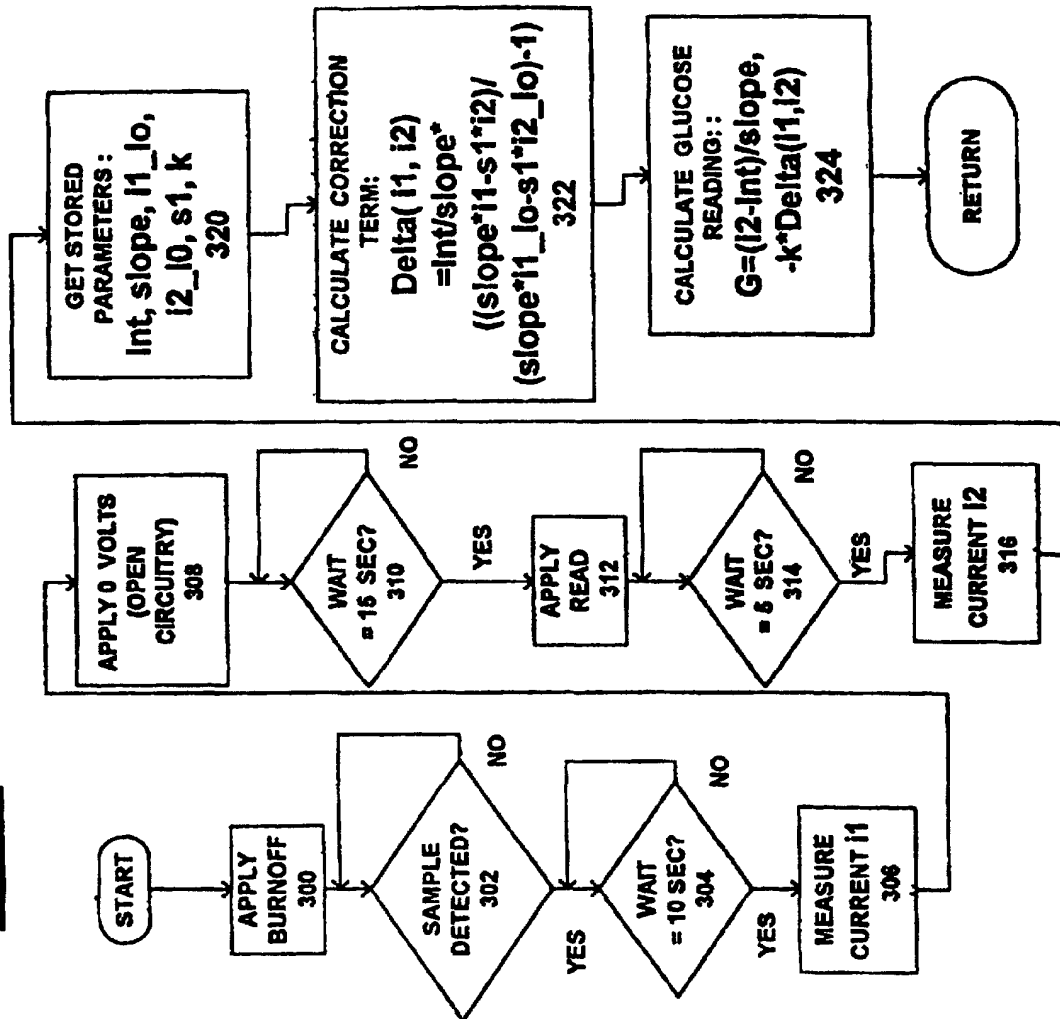 START
APPLY
BURNOFF
300
SAMPLE
DETECTED?
302
NO
YES
WAIT
= 10 SEC?
304
NO
YES
MEASURE
CURRENT i1
306
APPLY 0 VOLTS
(OPEN
CIRCUITRY)
308
WAIT
= 15 SEC?
310
NO
YES
APPLY
READ
312
WAIT
= 5 SEC?
314
NO
YES
MEASURE
CURRENT i2
316
GET STORED
PARAMETERS:
Int, slope, i1_lo,
i2_l0, s1, k
320
CALCULATE CORRECTION
TERM:
Delta( i1, i2)
=Int/slope*
((slope*i1-s1*i2)/
(slope*i1_lo-s1*i2_lo)-1)
322
CALCULATE GLUCOSE
READING: :
G=(i2-Int)/slope,
-k*Delta(i1,i2)
324
RETURN